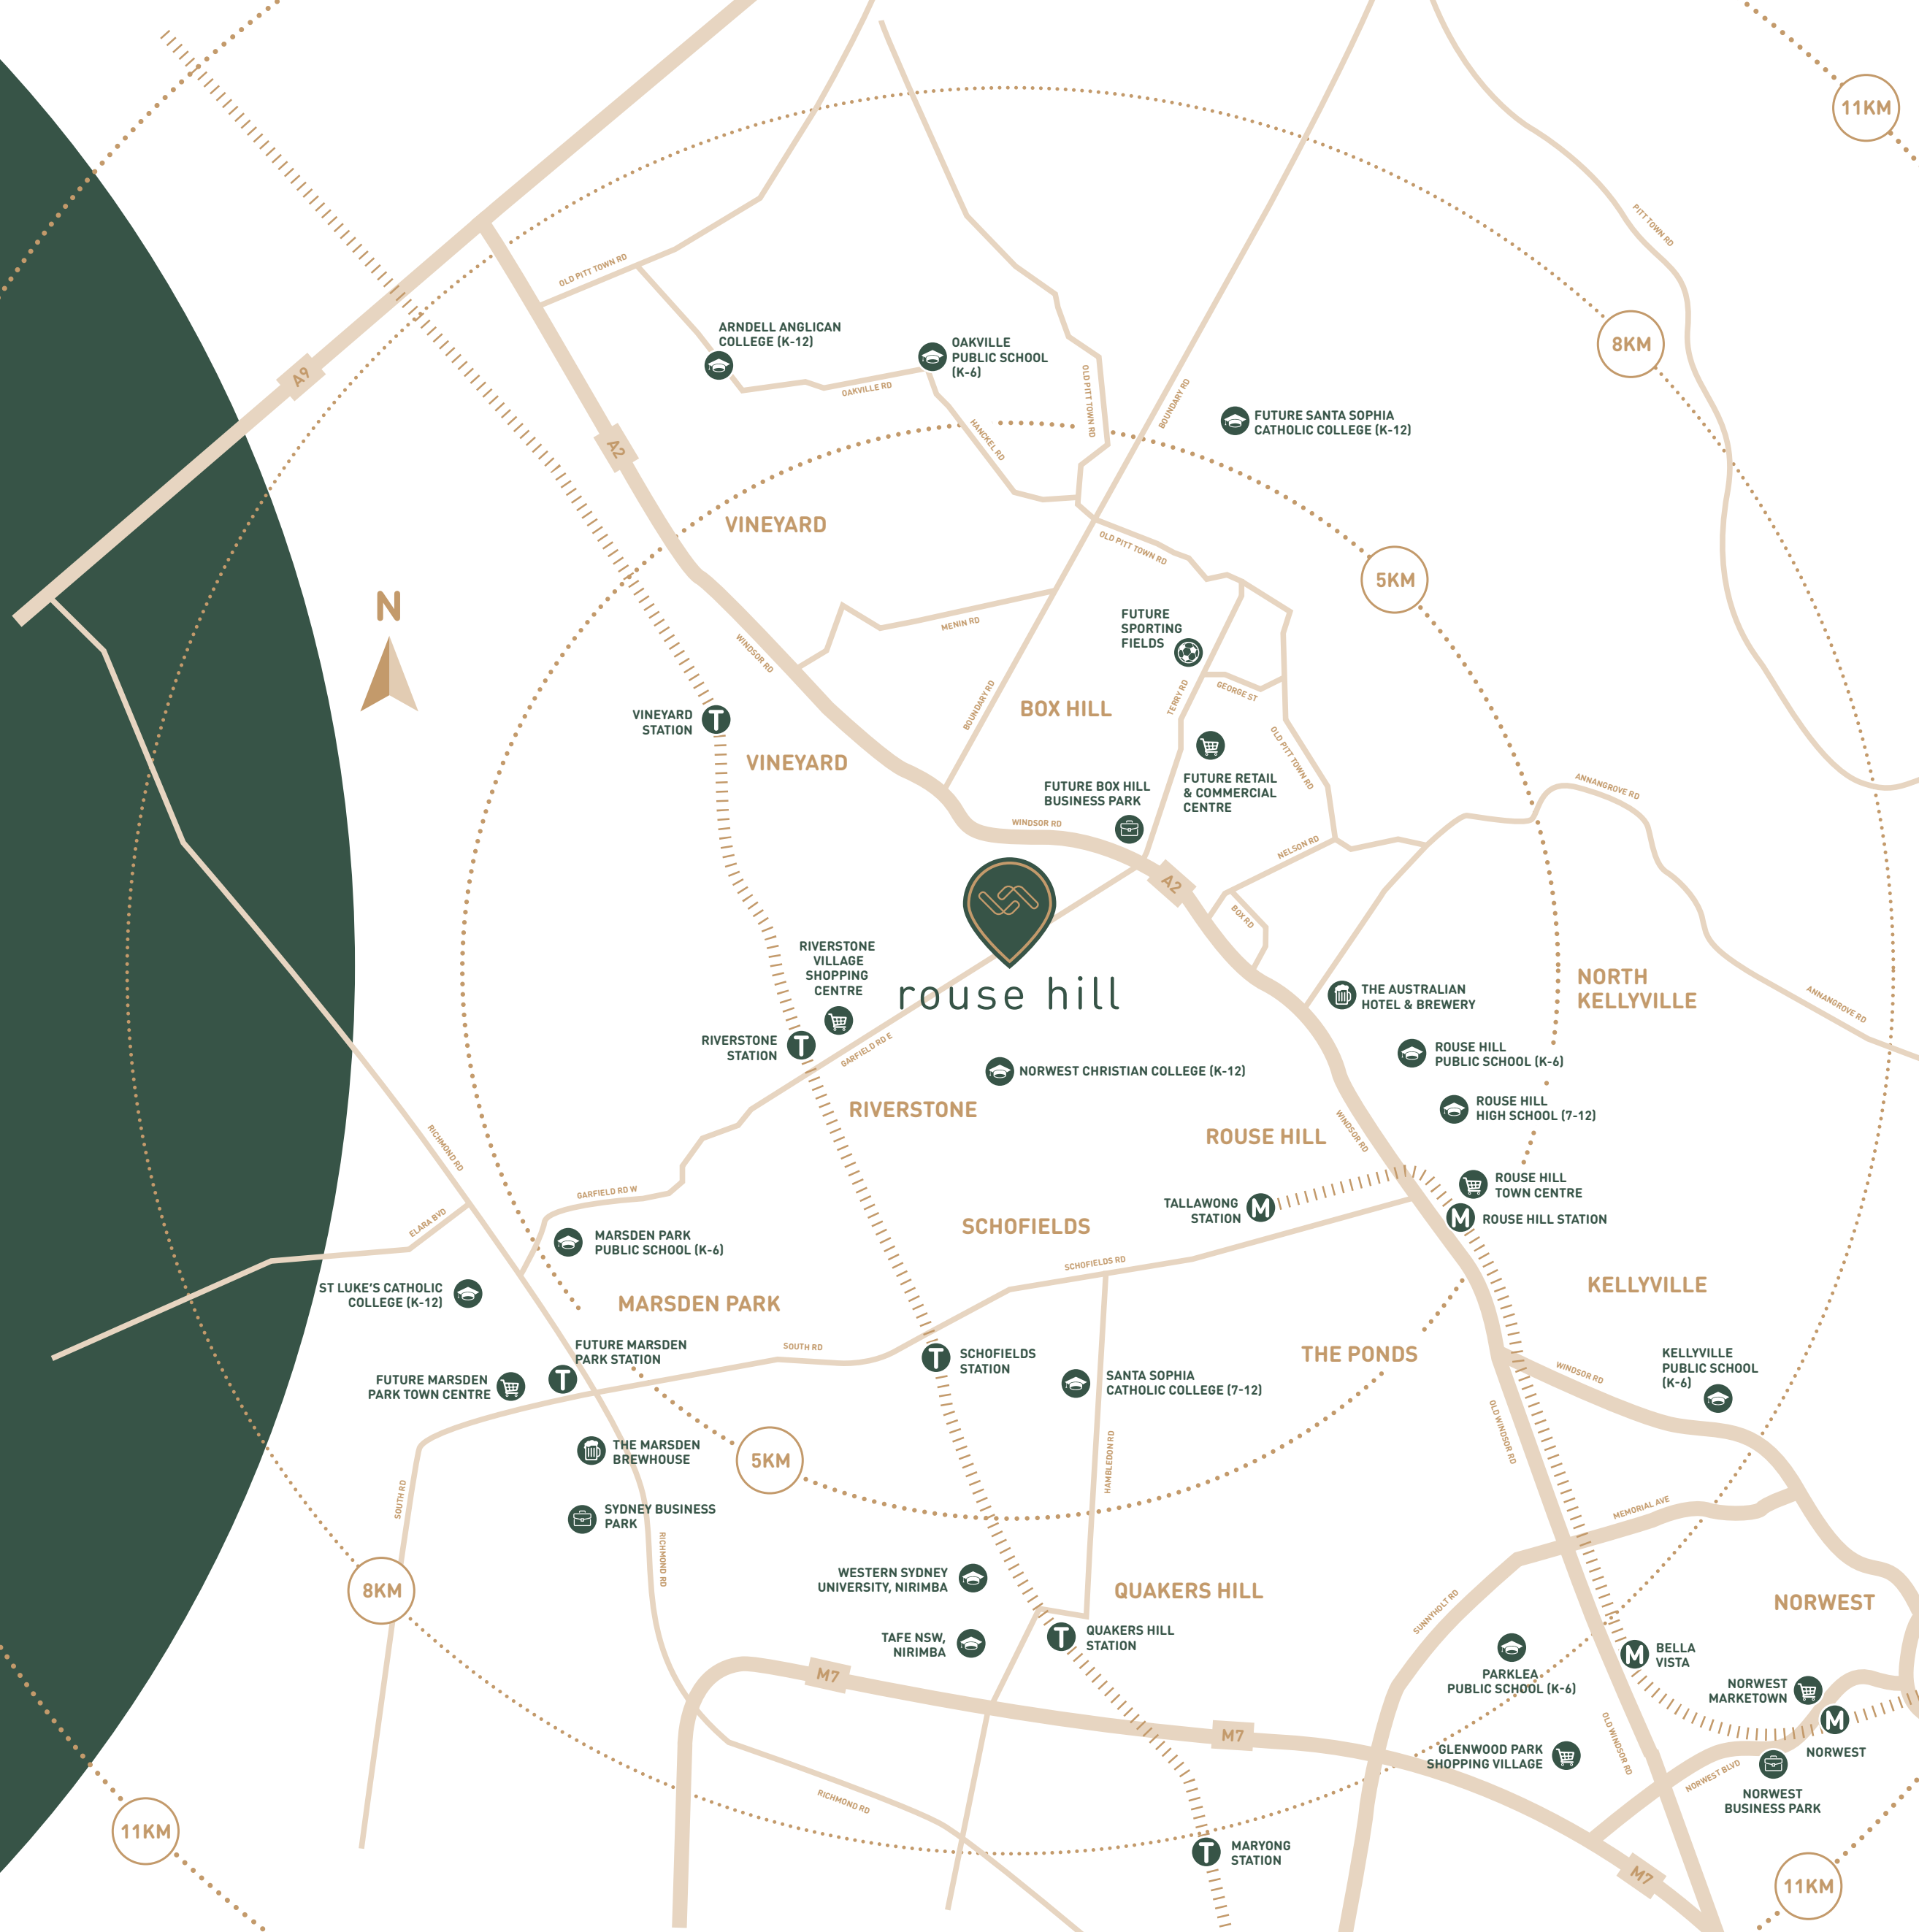 11KM
PITT TOWN RD
OLD PITT TOWN RD
8KM
ARNDELL ANGLICAN
COLLEGE (K-12)
OAKVILLE
PUBLIC SCHOOL
(K-6)
A9
OAKVILLE RD
OLD PITT TOWN RD
BOUNDARY RD
FUTURE SANTA SOPHIA
CATHOLIC COLLEGE (K-12)
A2
HANCKEL RD
VINEYARD
OLD PITT TOWN RD
5KM
N
MENIN RD
FUTURE
SPORTING
FIELDS
WINDSOR RD
BOUNDARY RD
TERRY RD
GEORGE ST
VINEYARD
STATION
T
BOX HILL
VINEYARD
OLD PITT TOWN RD
FUTURE BOX HILL
BUSINESS PARK
FUTURE RETAIL
& COMMERCIAL
CENTRE
ANNANGROVE RD
WINDSOR RD
NELSON RD
A2
BOX RD
RIVERSTONE
VILLAGE
SHOPPING
CENTRE
rouse hill
THE AUSTRALIAN
HOTEL & BREWERY
NORTH
KELLYVILLE
ANNANGROVE RD
RIVERSTONE
STATION
T
GARFIELD RD E
NORWEST CHRISTIAN COLLEGE (K-12)
ROUSE HILL
PUBLIC SCHOOL (K-6)
RIVERSTONE
ROUSE HILL
HIGH SCHOOL (7-12)
RICHMOND RD
ROUSE HILL
WINDSOR RD
GARFIELD RD W
TALLAWONG
STATION
M
ROUSE HILL
TOWN CENTRE
M
ROUSE HILL STATION
ELARA BVD
SCHOFIELDS
MARSDEN PARK
PUBLIC SCHOOL (K-6)
SCHOFIELDS RD
ST LUKE'S CATHOLIC
COLLEGE (K-12)
MARSDEN PARK
KELLYVILLE
FUTURE MARSDEN
PARK STATION
T
SOUTH RD
T
SCHOFIELDS
STATION
THE PONDS
KELLYVILLE
PUBLIC SCHOOL
(K-6)
WINDSOR RD
FUTURE MARSDEN
PARK TOWN CENTRE
SANTA SOPHIA
CATHOLIC COLLEGE (7-12)
OLD WINDSOR RD
THE MARSDEN
BREWHOUSE
5KM
HAMBLEDON RD
SOUTH RD
SYDNEY BUSINESS
PARK
MEMORIAL AVE
RICHMOND RD
8KM
WESTERN SYDNEY
UNIVERSITY, NIRIMBA
QUAKERS HILL
NORWEST
SUNNYHOLT RD
TAFE NSW,
NIRIMBA
T
QUAKERS HILL
STATION
M
BELLA
VISTA
PARKLEA
PUBLIC SCHOOL (K-6)
M7
NORWEST
MARKETOWN
M
NORWEST
M7
OLD WINDSOR RD
GLENWOOD PARK
SHOPPING VILLAGE
NORWEST BLVD
NORWEST
BUSINESS PARK
RICHMOND RD
11KM
T
MARYONG
STATION
M7
11KM